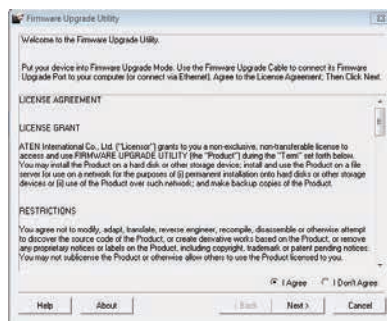 Firmware Upgrade Utility
Welcome to the Firmware Upgrade Utility.
Put your device into Firmware Upgrade Mode. Use the Firmware Upgrade Cable to connect its Firmware
Upgrade Port to your computer (or connect via Ethernet). Agree to the License Agreement; Then Click Next.
LICENSE AGREEMENT
LICENSE GRANT
ATEN International Co., Ltd. ("Licensor") grants to you a non-exclusive, non-transferable license to
access and use FIRMWARE UPGRADE UTILITY (the "Product") during the "Term" set forth below.
You may install the Product on a hard disk or other storage device; install and use the Product on a file
server for use on a network for the purposes of (i) permanent installation onto hard disks or other storage
devices or (ii) use of the Product over such network; and make backup copies of the Product.
RESTRICTIONS
You agree not to modify, adapt, translate, reverse engineer, recompile, disassemble or otherwise attempt
to discover the source code of the Product, or create derivative works based on the Product, or remove
any proprietary notices or labels on the Product, including copyright, trademark or patent pending notices.
You may not sublicense the Product or otherwise allow others to use the Product licensed to you.
I Agree I Don't Agree
Help About < Back Next > Cancel